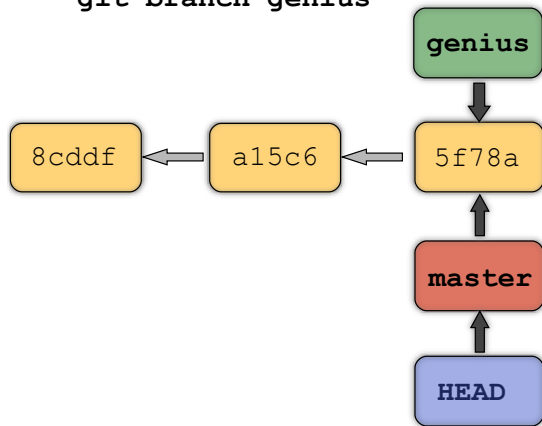 git branch genius
genius
8cddf a15c6 5f78a
master
HEAD